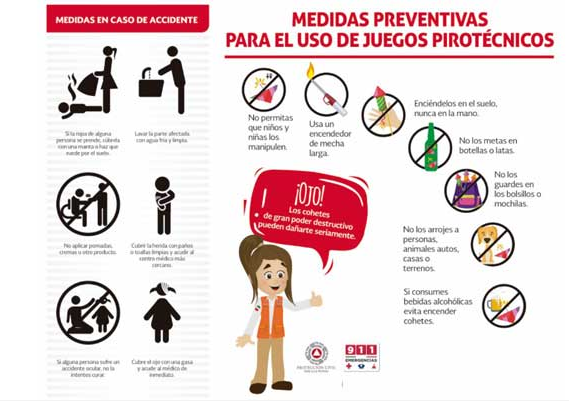 MEDIDAS EN CASO DE ACCIDENTE
Si la ropa de alguna
persona se prende, cúbrela
con una manta o haz que
ruede por el suelo.
Lavar la parte afectada
con agua fría y limpia.
No aplicar pomadas,
cremas u otro producto.
Cubrir la herida con paños
o toallas limpias y acudir al
centro médico más
cercano.
Si alguna persona sufre un
accidente ocular, no la
intentes curar.
Cubre el ojo con una gasa
y acude al médico de
inmediato.
MEDIDAS PREVENTIVAS
PARA EL USO DE JUEGOS PIROTÉCNICOS
No permitas
que niños y
niñas los
manipulen.
Usa un
encendedor
de mecha
larga.
Enciéndelos en el suelo,
nunca en la mano.
No los metas en
botellas o latas.
No los
guardes en
los bolsillos o
mochilas.
No los arrojes a
personas,
animales autos,
casas o
terrenos.
Si consumes
bebidas alcohólicas
evita encender
cohetes.
¡OJO!
Los cohetes
de gran poder destructivo
pueden dañarte seriamente.
PROTECCIÓN CIVIL
911
EMERGENCIAS